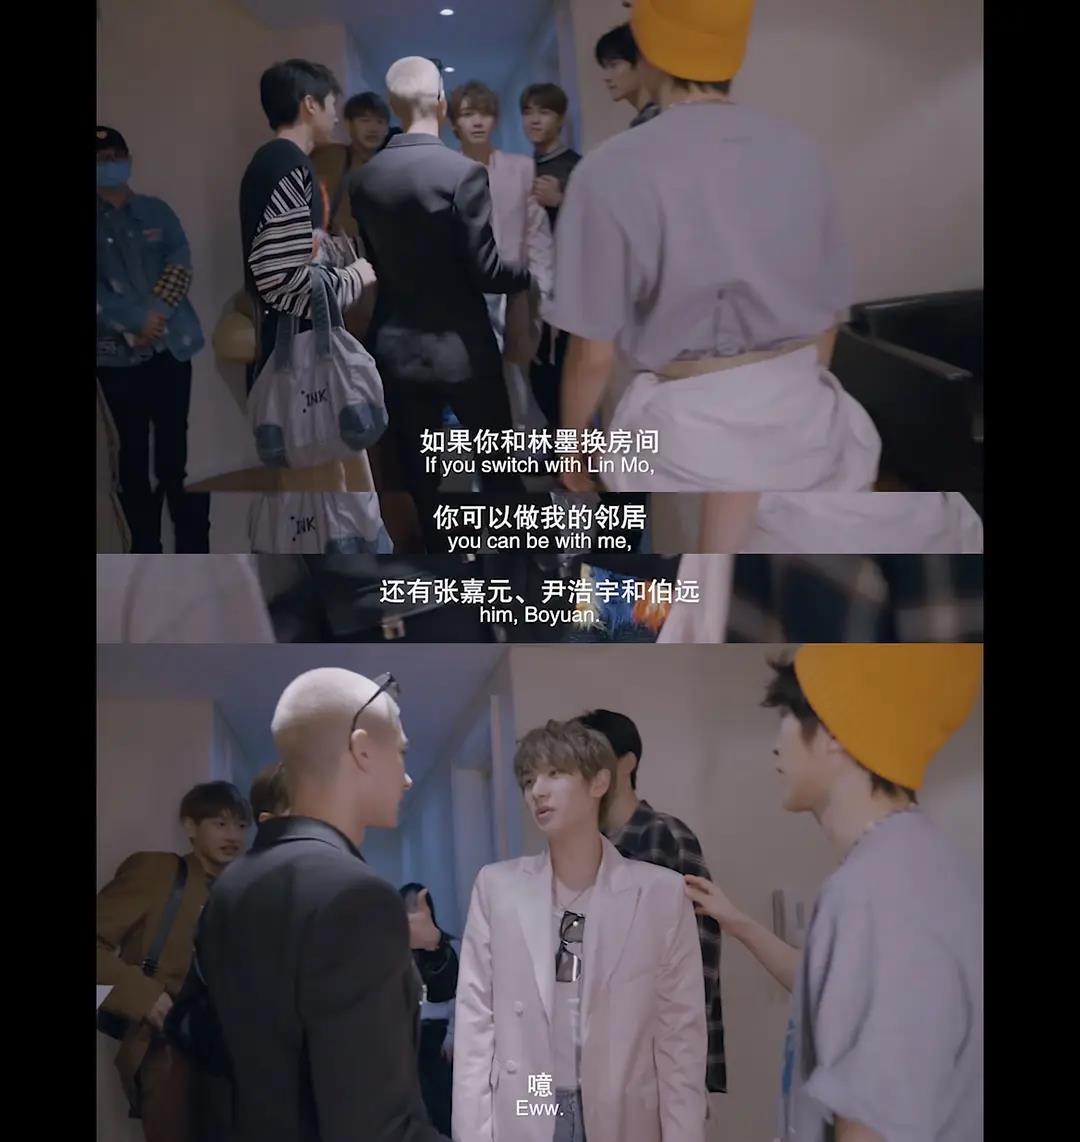 INK
如果你和林墨换房间
If you switch with Lin Mo,
INK
你可以做我的邻居
you can be with me,
还有张嘉元、尹浩宇和伯远
him, Boyuan.
噫
Eww.